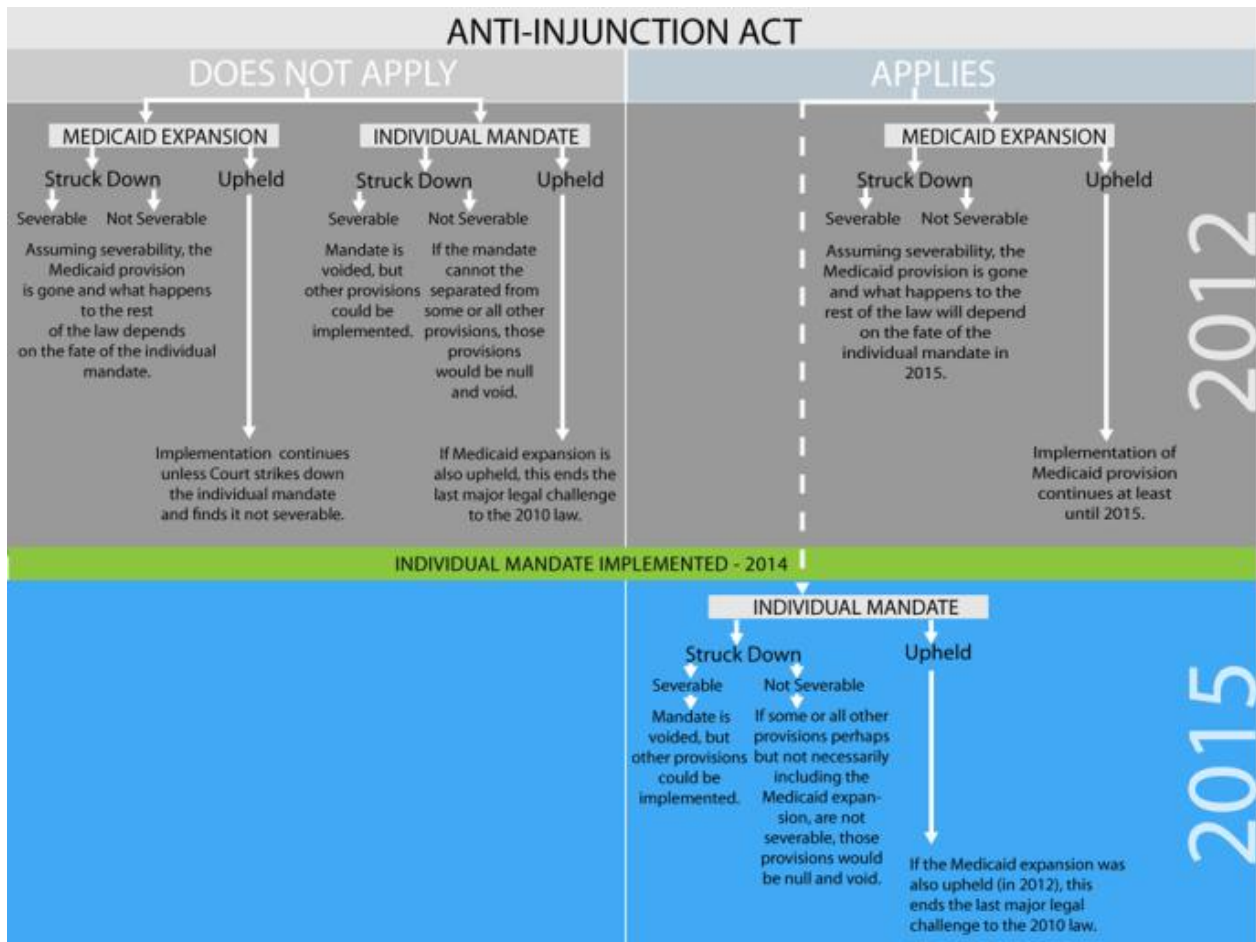 ANTI-INJUNCTION ACT
DOES NOT APPLY
APPLIES
MEDICAID EXPANSION
INDIVIDUAL MANDATE
MEDICAID EXPANSION
Struck Down
Upheld
Struck Down
Upheld
Struck Down
Upheld
Severable
Not Severable
Severable
Not Severable
Severable
Not Severable
Assuming severability, the
Medicaid provision
is gone and what happens
to the rest
of the law depends
on the fate of the individual
mandate.
Mandate is
voided, but
other provisions
could be
implemented.
If the mandate
cannot the
separated from
some or all other
provisions, those
provisions
would be null
and void.
Assuming severability, the
Medicaid provision is gone
and what happens to the
rest of the law will depend
on the fate of the
individual mandate in
2015.
2012
Implementation continues
unless Court strikes down
the individual mandate
and finds it not severable.
If Medicaid expansion is
also upheld, this ends the
last major legal challenge
to the 2010 law.
Implementation of
Medicaid provision
continues at least
until 2015.
INDIVIDUAL MANDATE IMPLEMENTED - 2014
INDIVIDUAL MANDATE
Struck Down
Upheld
Severable
Not Severable
Mandate is
voided, but
other provisions
could be
implemented.
If some or all other
provisions perhaps
but not necessarily
including the
Medicaid expan-
sion, are not
severable, those
provisions would
be null and void.
If the Medicaid expansion was
also upheld (in 2012), this
ends the last major legal
challenge to the 2010 law.
2015